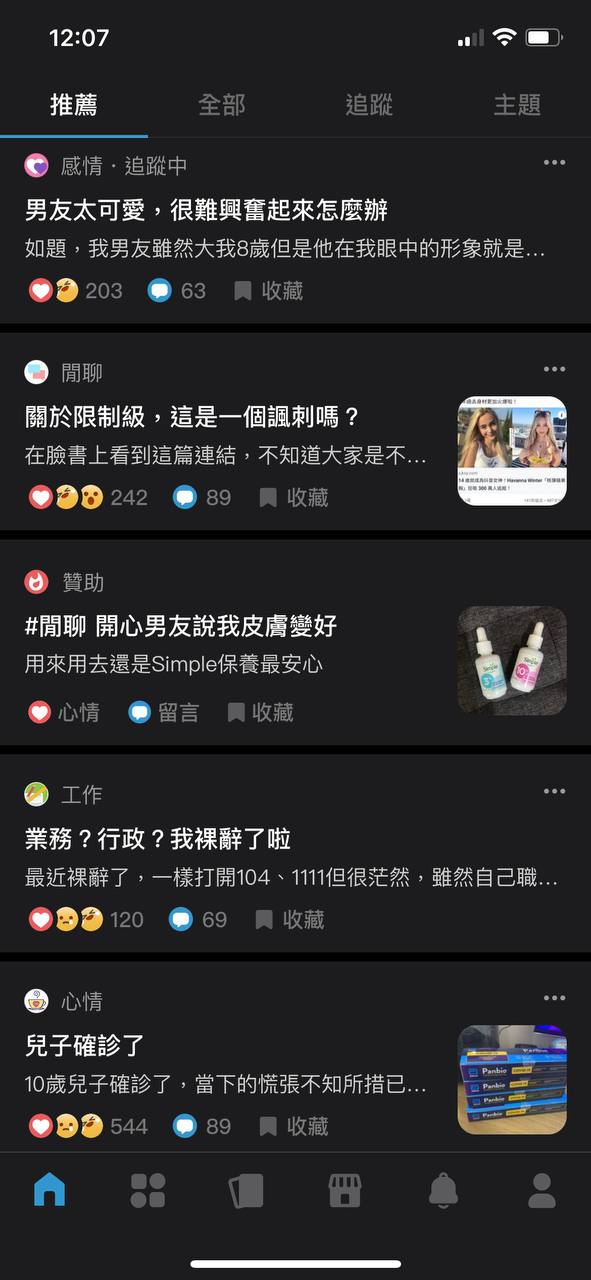 12:07
推薦 全部 追蹤 主題
感情・追蹤中
男友太可愛，很難興奮起來怎麼辦
如題，我男友雖然大我8歲但是他在我眼中的形象就是…
203 63 收藏
閒聊
關於限制級，這是一個諷刺嗎？
在臉書上看到這篇連結，不知道大家是不…
242 89 收藏
贊助
#閒聊 開心男友說我皮膚變好
用來用去還是Simple保養最安心
Simple
Simple
10%
心情 留言 收藏
工作
業務？行政？我裸辭了啦
最近裸辭了，一樣打開104、1111但很茫然，雖然自己職…
120 69 收藏
心情
兒子確診了
10歲兒子確診了，當下的慌張不知所措已…
Panbio
Panbio
Panbio
Panbio
544 89 收藏